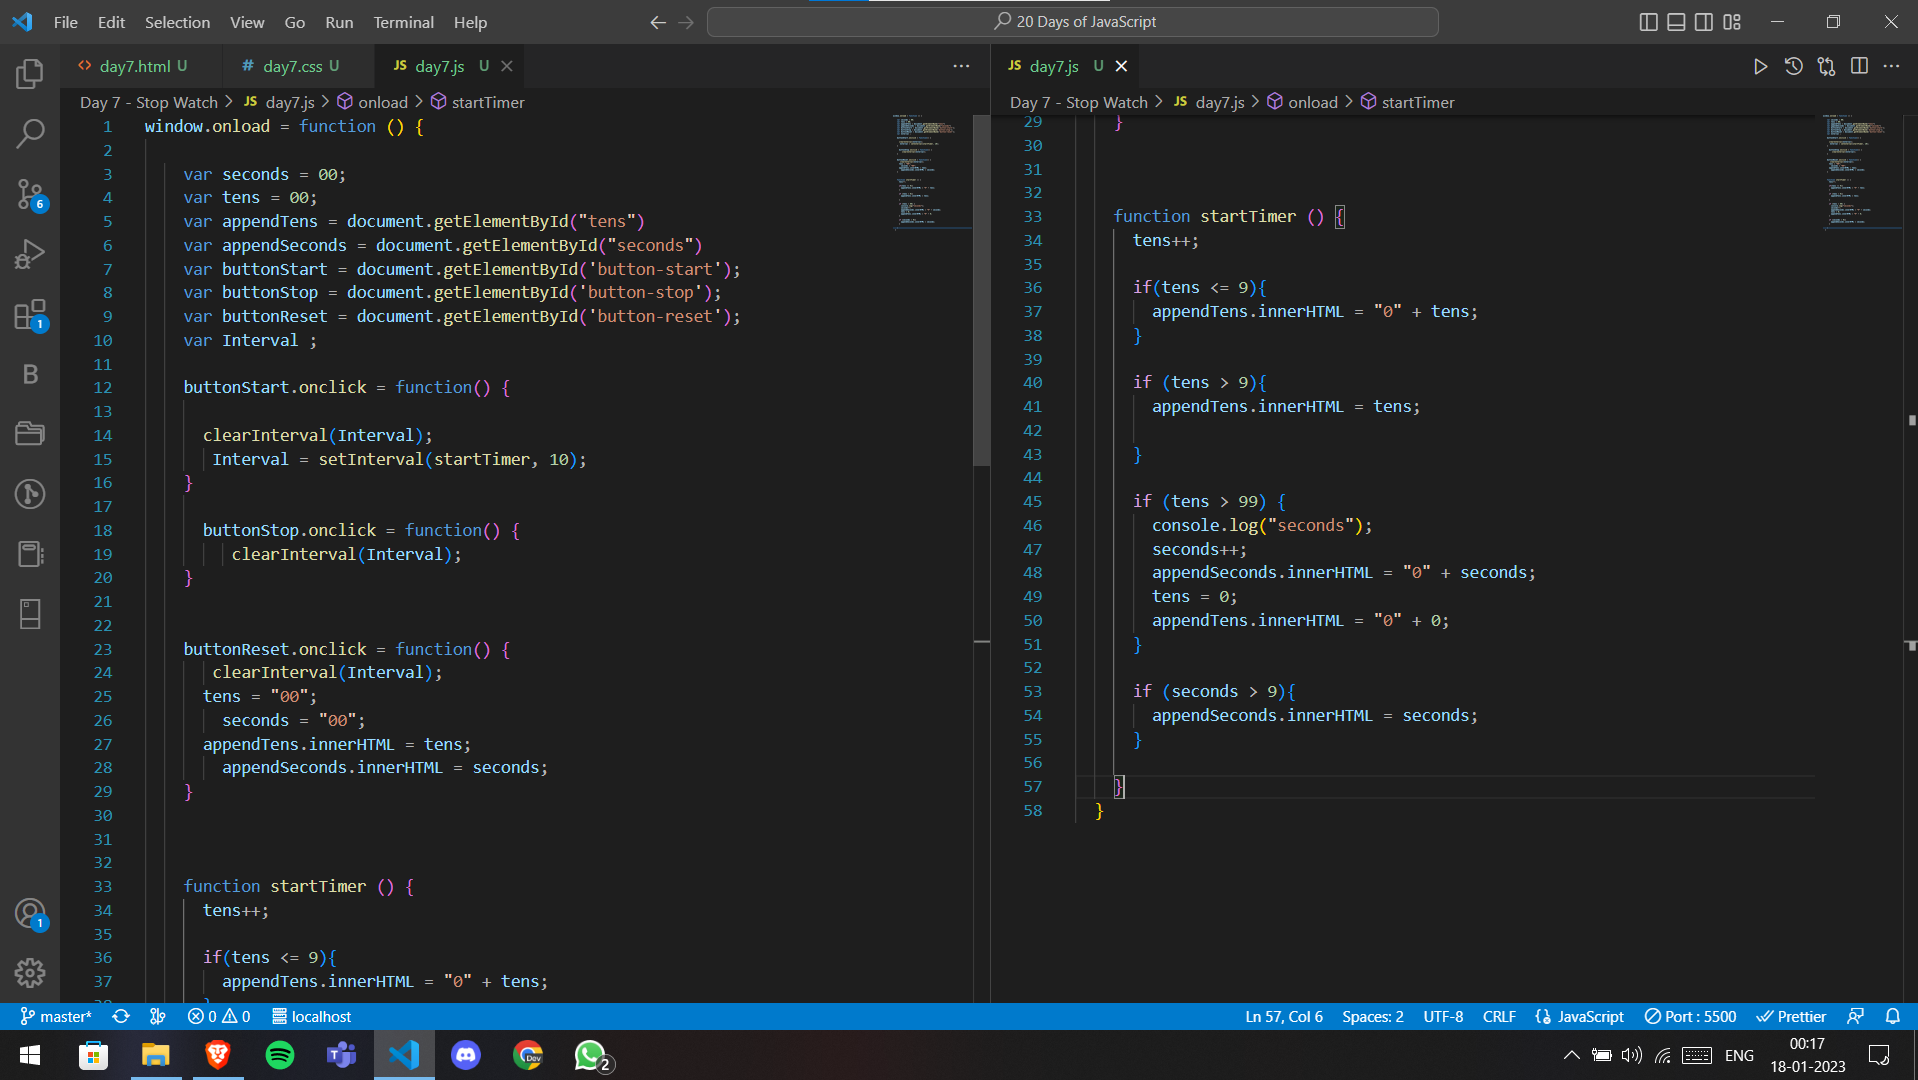 File Edit Selection View Go Run Terminal Help
20 Days of JavaScript
day7.html U
# day7.css U
JS day7.js U
JS day7.js U
Day 7 - Stop Watch > JS day7.js > onload > startTimer
1 window.onload = function () {
2
3 var seconds = 00;
4 var tens = 00;
5 var appendTens = document.getElementById("tens")
6 var appendSeconds = document.getElementById("seconds")
7 var buttonStart = document.getElementById('button-start');
8 var buttonStop = document.getElementById('button-stop');
9 var buttonReset = document.getElementById('button-reset');
10 var Interval ;
11
12 buttonStart.onclick = function() {
13
14 clearInterval(Interval);
15 Interval = setInterval(startTimer, 10);
16 }
17
18 buttonStop.onclick = function() {
19 clearInterval(Interval);
20 }
21
22
23 buttonReset.onclick = function() {
24 clearInterval(Interval);
25 tens = "00";
26 seconds = "00";
27 appendTens.innerHTML = tens;
28 appendSeconds.innerHTML = seconds;
29 }
30
31
32
33 function startTimer () {
34 tens++;
35
36 if(tens <= 9){
37 appendTens.innerHTML = "0" + tens;
Day 7 - Stop Watch > JS day7.js > onload > startTimer
29 }
30
31
32
33 function startTimer () {
34 tens++;
35
36 if(tens <= 9){
37 appendTens.innerHTML = "0" + tens;
38 }
39
40 if (tens > 9){
41 appendTens.innerHTML = tens;
42
43 }
44
45 if (tens > 99) {
46 console.log("seconds");
47 seconds++;
48 appendSeconds.innerHTML = "0" + seconds;
49 tens = 0;
50 appendTens.innerHTML = "0" + 0;
51 }
52
53 if (seconds > 9){
54 appendSeconds.innerHTML = seconds;
55 }
56
57 }
58 }
6
1
B
1
master* 0 0 localhost
Ln 57, Col 6 Spaces: 2 UTF-8 CRLF {} JavaScript Port : 5500 Prettier
Dev
2
ENG
00:17
18-01-2023